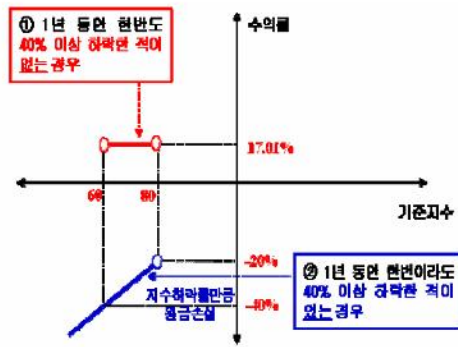 ① 1년 동안 한번도
40% 이상 하락한 적이
없는 경우
수익률
17.01%
60
80
기준지수
-20%
지수하락률만큼
원금손실
-40%
② 1년 동안 한번이라도
40% 이상 하락한 적이
있는 경우